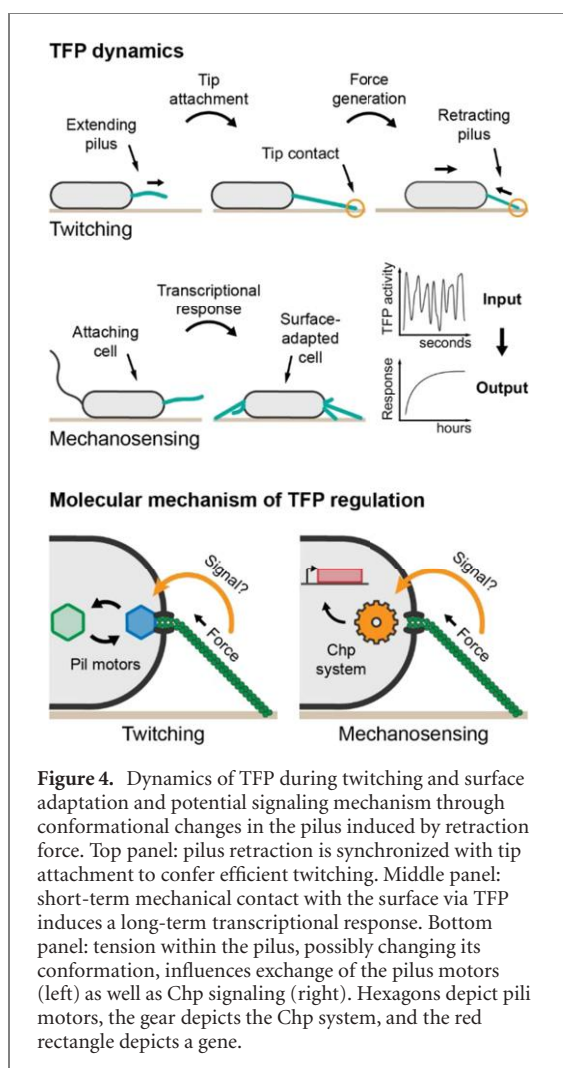 TFP dynamics
Tip
attachment
Force
generation
Extending
pilus
Tip contact
Retracting
pilus
Twitching
Transcriptional
response
Attaching
cell
Surface-
adapted
cell
Mechanosensing
TFP activity
seconds
Input
Response
hours
Output
Molecular mechanism of TFP regulation
Signal?
Force
Pil motors
Twitching
Signal?
Force
Chp
system
Mechanosensing
Figure 4. Dynamics of TFP during twitching and surface
adaptation and potential signaling mechanism through
conformational changes in the pilus induced by retraction
force. Top panel: pilus retraction is synchronized with tip
attachment to confer efficient twitching. Middle panel:
short-term mechanical contact with the surface via TFP
induces a long-term transcriptional response. Bottom
panel: tension within the pilus, possibly changing its
conformation, influences exchange of the pilus motors
(left) as well as Chp signaling (right). Hexagons depict pili
motors, the gear depicts the Chp system, and the red
rectangle depicts a gene.